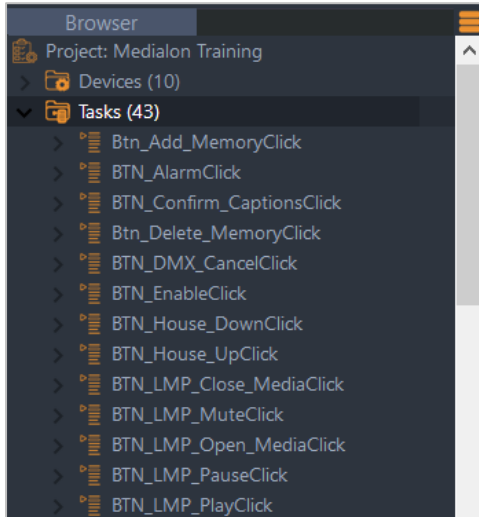 Browser
Project: Medialon Training
Devices (10)
Tasks (43)
Btn_Add_MemoryClick
BTN_AlarmClick
BTN_Confirm_CaptionsClick
Btn_Delete_MemoryClick
BTN_DMX_CancelClick
BTN_EnableClick
BTN_House_DownClick
BTN_House_UpClick
BTN_LMP_Close_MediaClick
BTN_LMP_MuteClick
BTN_LMP_Open_MediaClick
BTN_LMP_PauseClick
BTN_LMP_PlayClick